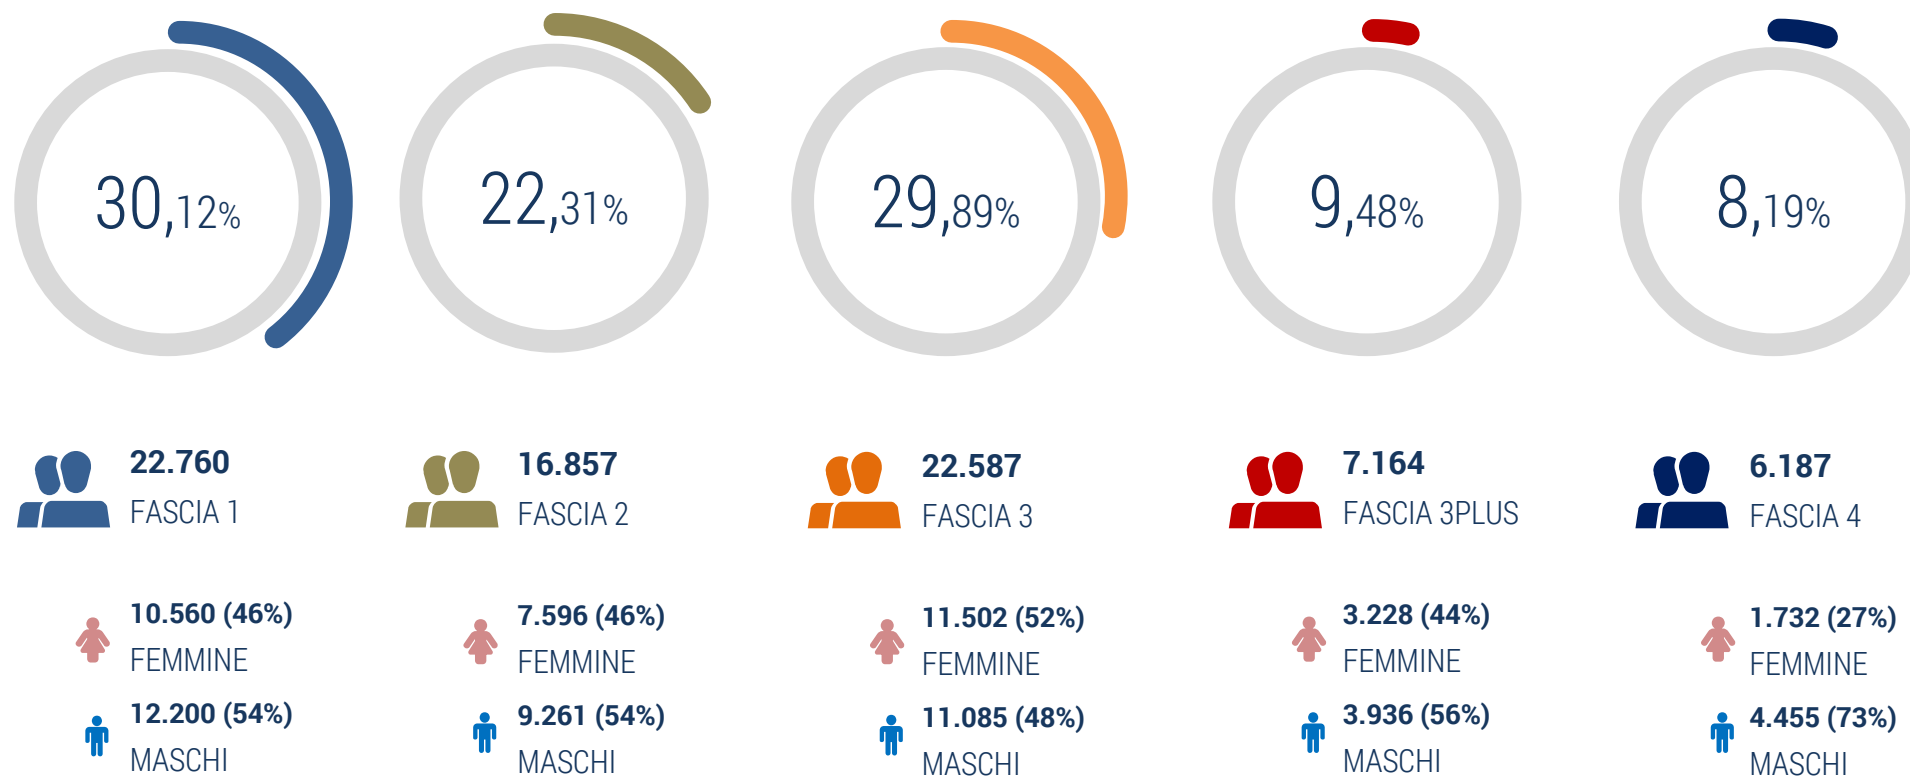 30,12%
22,31%
29,89%
9,48%
8,19%
22.760
FASCIA 1
16.857
FASCIA 2
22.587
FASCIA 3
7.164
FASCIA 3PLUS
6.187
FASCIA 4
10.560 (46%)
FEMMINE
7.596 (46%)
FEMMINE
11.502 (52%)
FEMMINE
3.228 (44%)
FEMMINE
1.732 (27%)
FEMMINE
12.200 (54%)
MASCHI
9.261 (54%)
MASCHI
11.085 (48%)
MASCHI
3.936 (56%)
MASCHI
4.455 (73%)
MASCHI